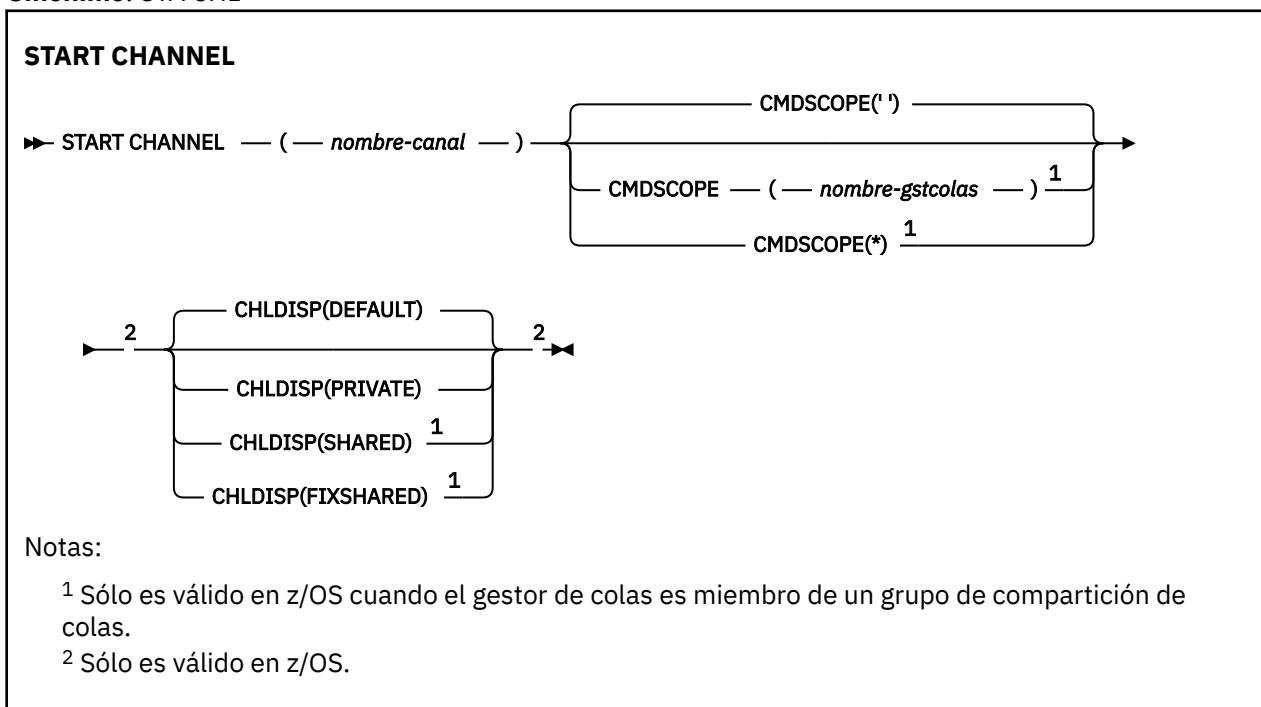 START CHANNEL
CMDSCOPE(' ')
START CHANNEL ( nombre-canal )
CMDSCOPE ( nombre-gstcolas ) 1
CMDSCOPE(*) 1
CHLDISP(DEFAULT)
2 2
CHLDISP(PRIVATE)
CHLDISP(SHARED) 1
CHLDISP(FIXSHARED) 1
Notas:
1 Sólo es válido en z/OS cuando el gestor de colas es miembro de un grupo de compartición de
colas.
2 Sólo es válido en z/OS.